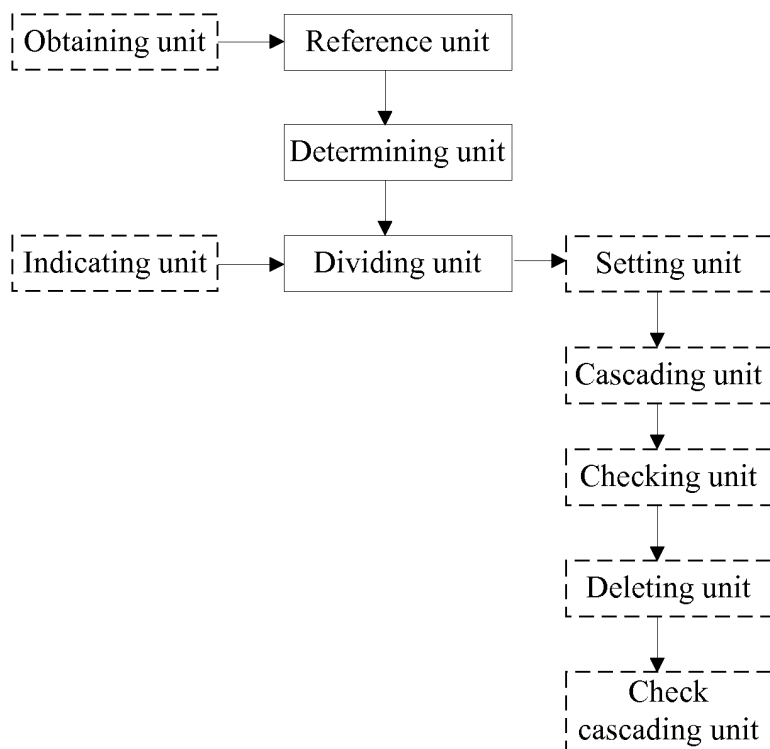 Obtaining unit
Reference unit
Determining unit
Indicating unit
Dividing unit
Setting unit
Cascading unit
Checking unit
Deleting unit
Check
cascading unit